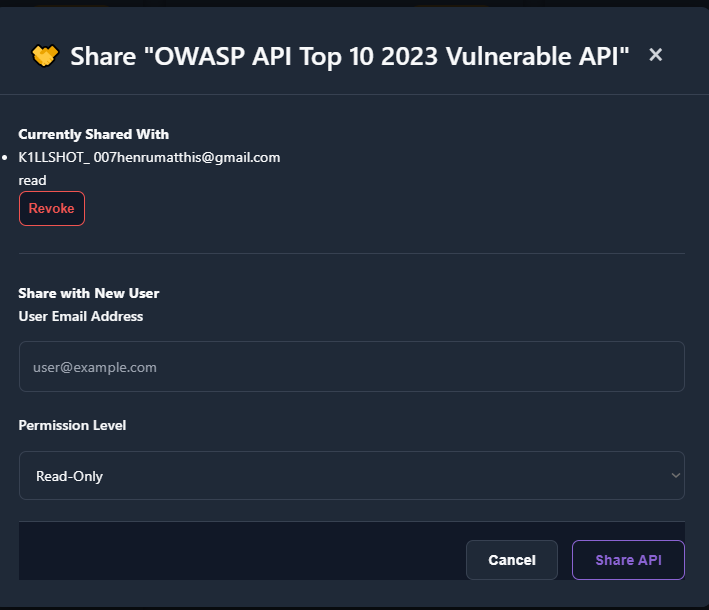 Share "OWASP API Top 10 2023 Vulnerable API" ×
Currently Shared With
• K1LLSHOT_ 007henrumatthis@gmail.com
read
Revoke
Share with New User
User Email Address
user@example.com
Permission Level
Read-Only
Cancel Share API